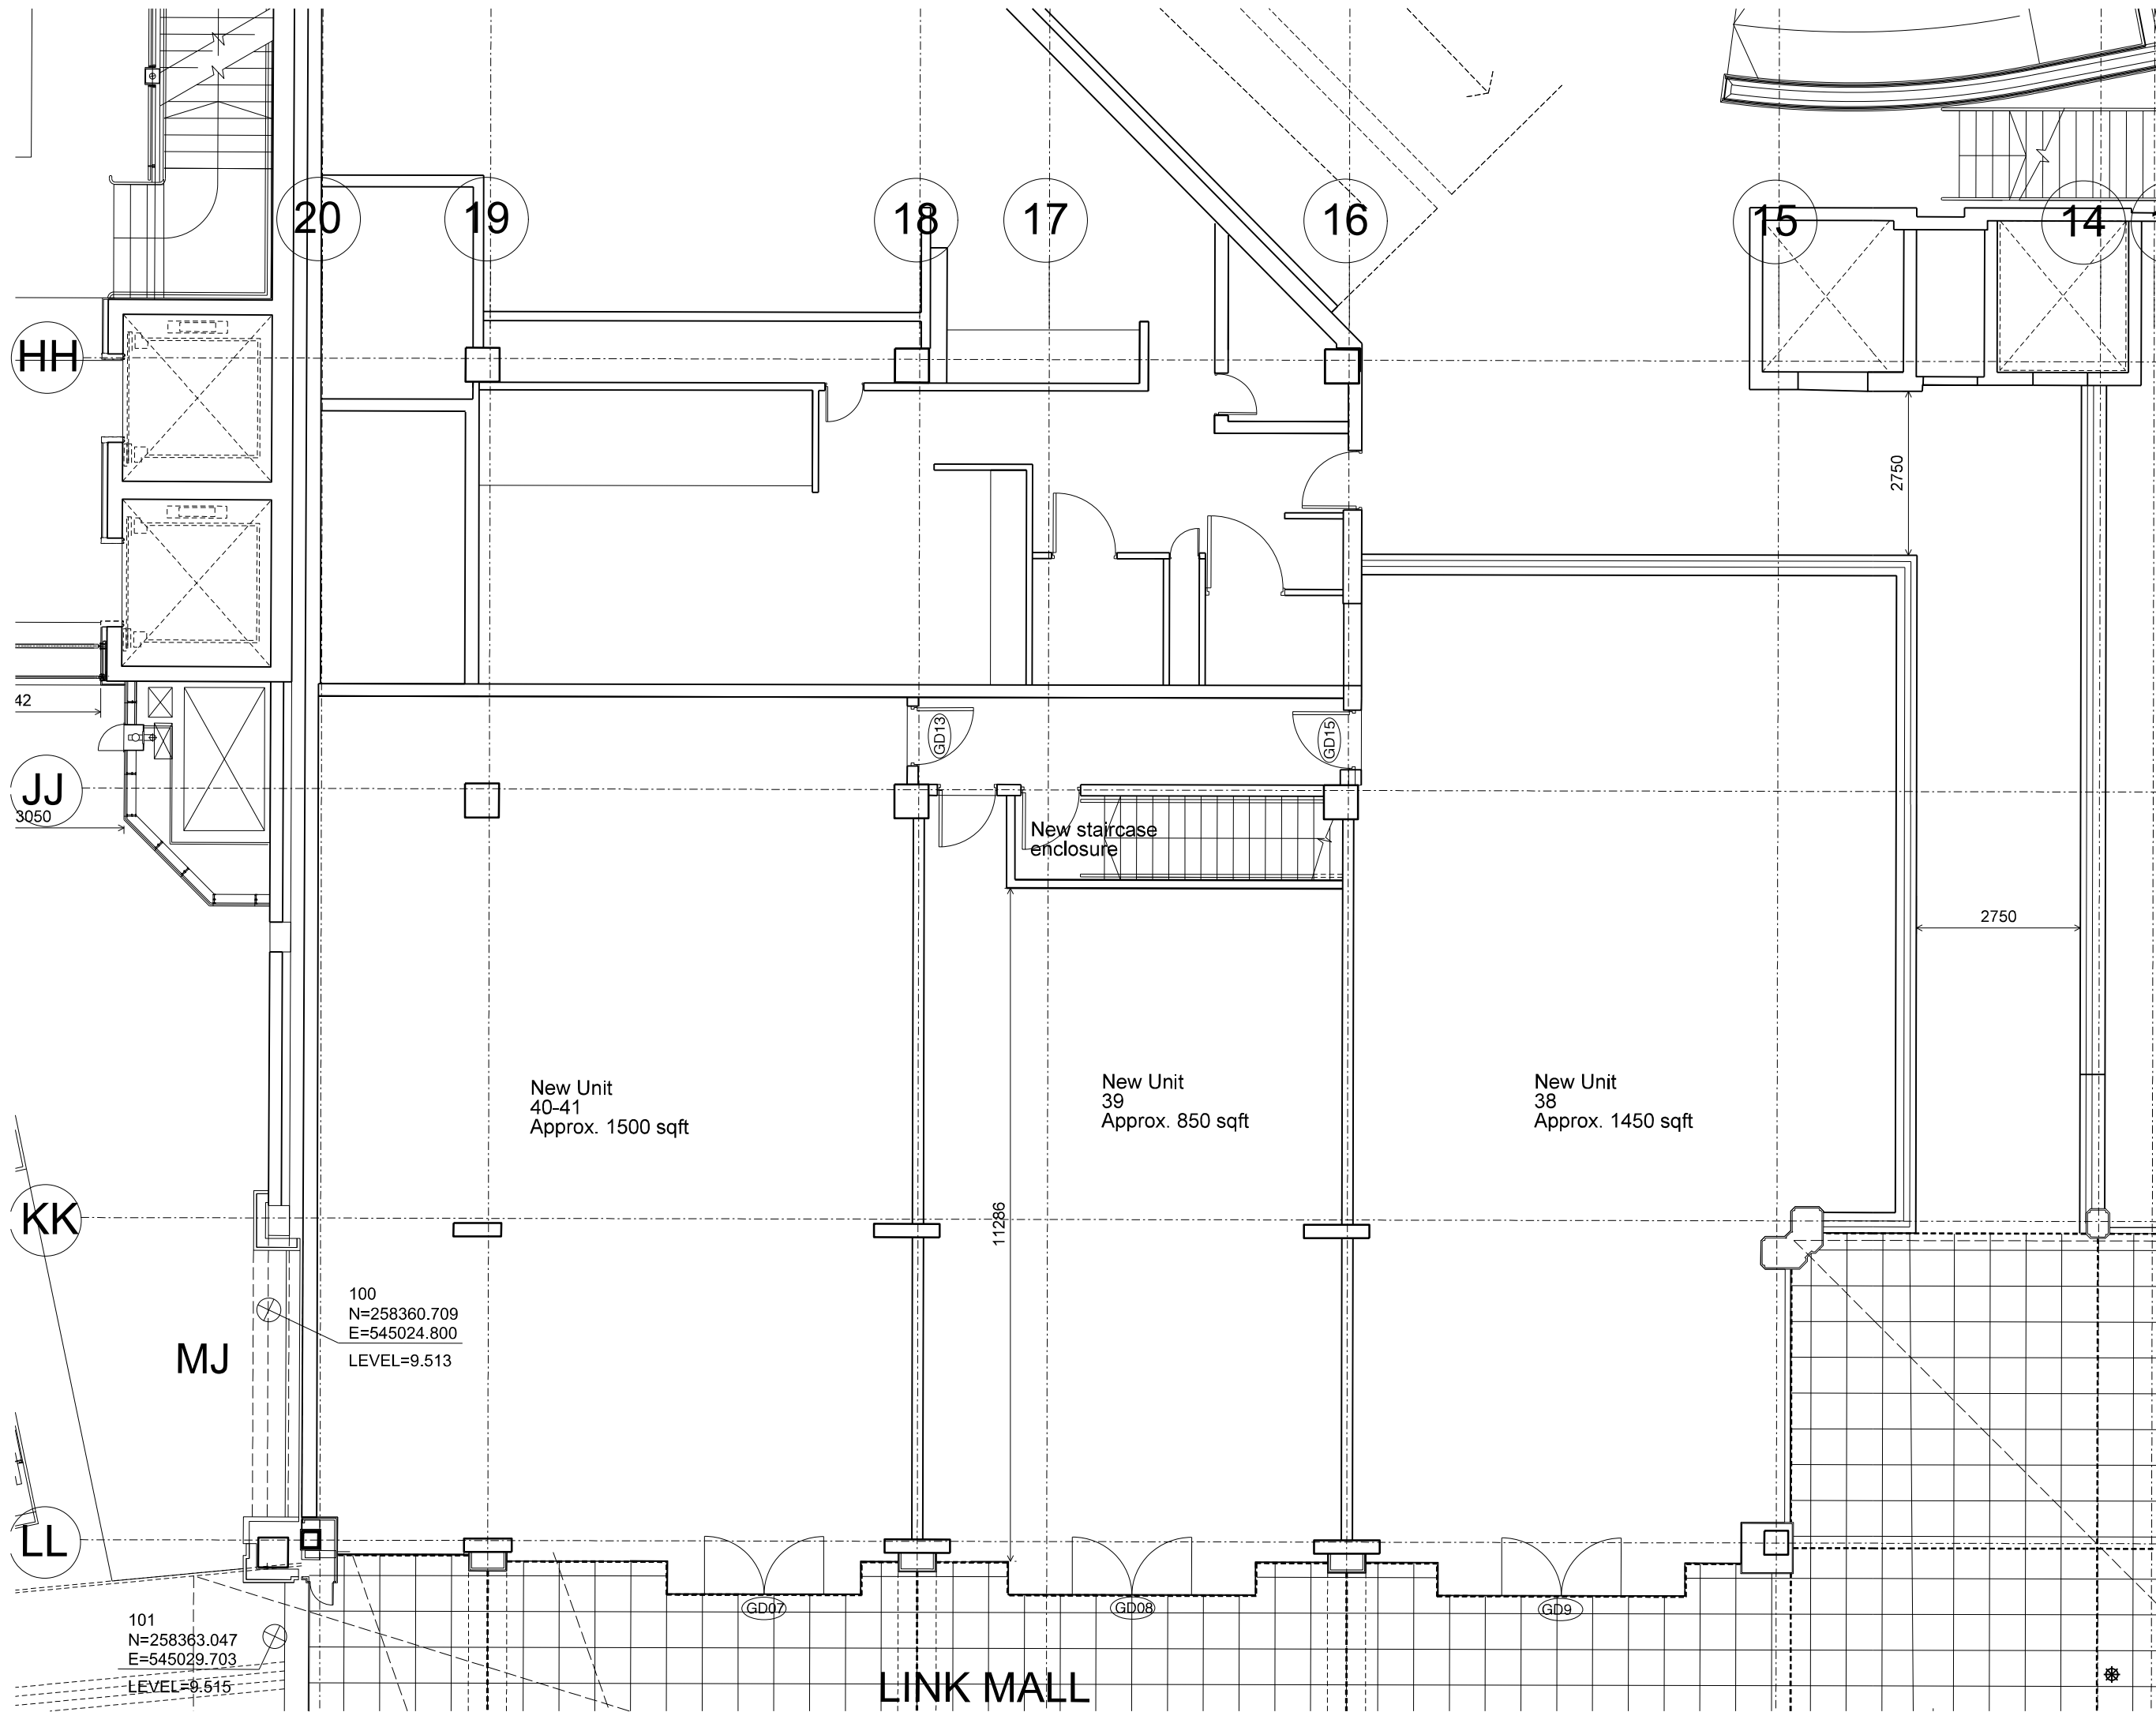 20
19
18
17
16
15
14
HH
2750
42
GD13
GD15
JJ
3050
New staircase
enclosure
2750
New Unit
40-41
Approx. 1500 sqft
New Unit
39
Approx. 850 sqft
New Unit
38
Approx. 1450 sqft
KK
11286
100
N=258360.709
E=545024.800
LEVEL=9.513
MJ
LL
GD07
GD08
GD9
101
N=258363.047
E=545029.703
LEVEL=9.515
LINK MALL